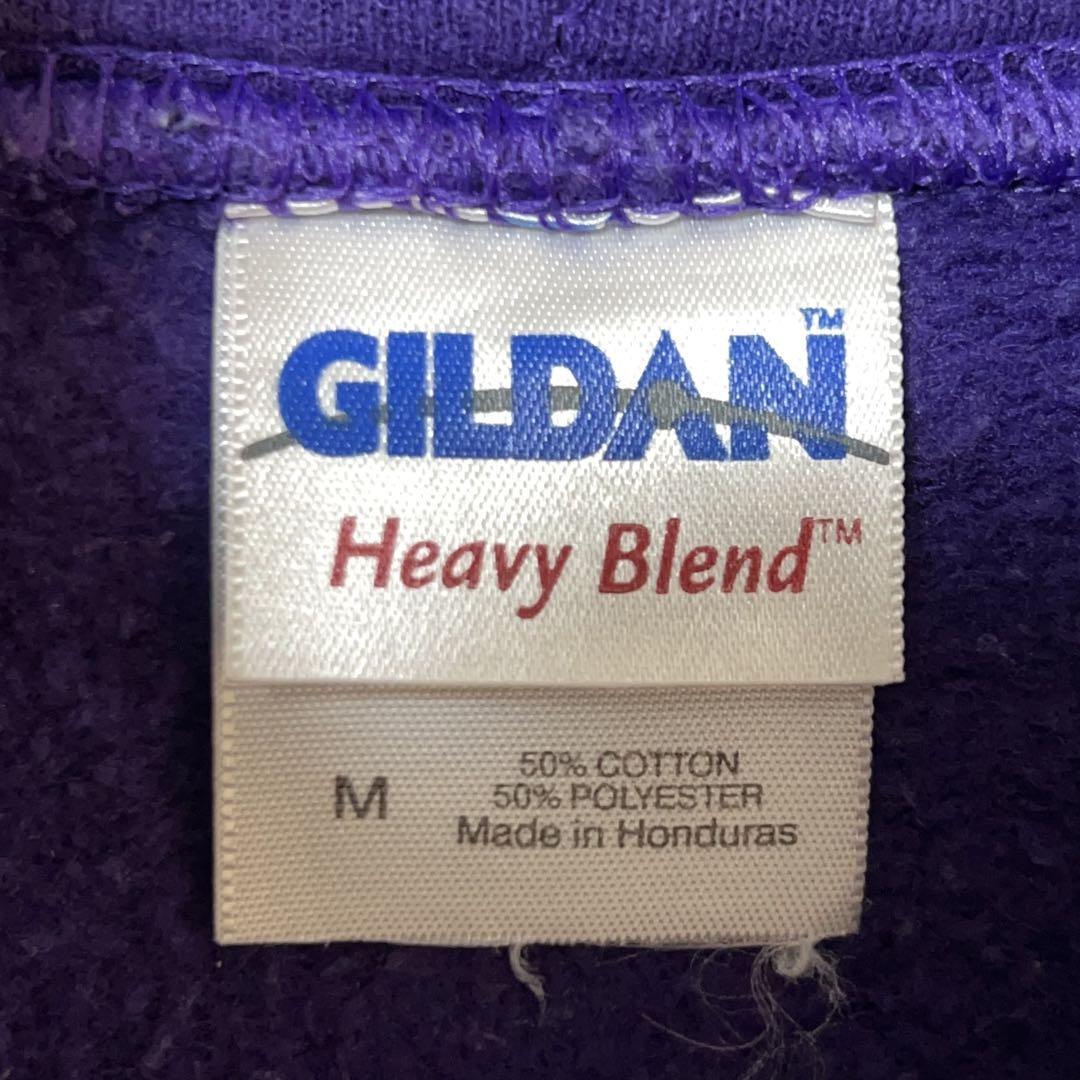 GILDAN™
Heavy Blend™
M
50% COTTON
50% POLYESTER
Made in Honduras